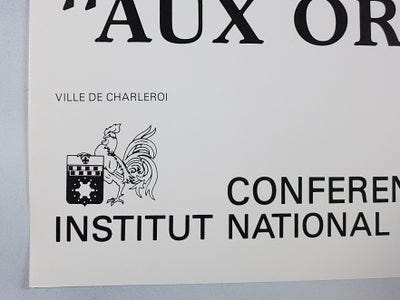 "AUX OR
VILLE DE CHARLEROI
CONFEREN
INSTITUT NATIONAL